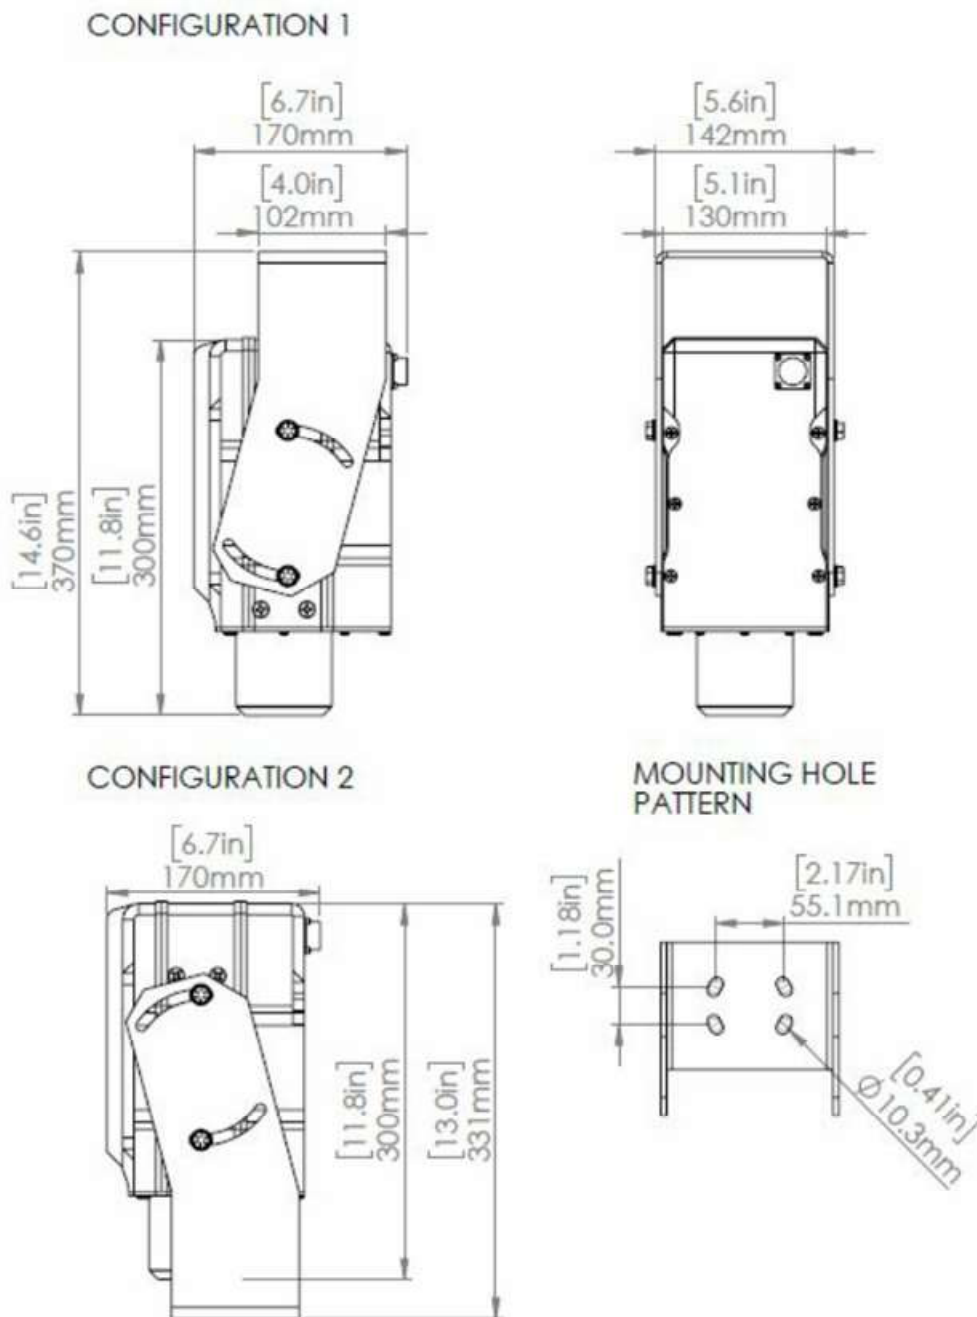 CONFIGURATION 1
[6.7in]
170mm
[4.0in]
102mm
[5.6in]
142mm
[5.1in]
130mm
[14.6in]
370mm
[11.8in]
300mm
CONFIGURATION 2
[6.7in]
170mm
[11.8in]
300mm
[13.0in]
331mm
MOUNTING HOLE
PATTERN
[1.18in]
30.0mm
[2.17in]
55.1mm
[0.41in]
Ø10.3mm